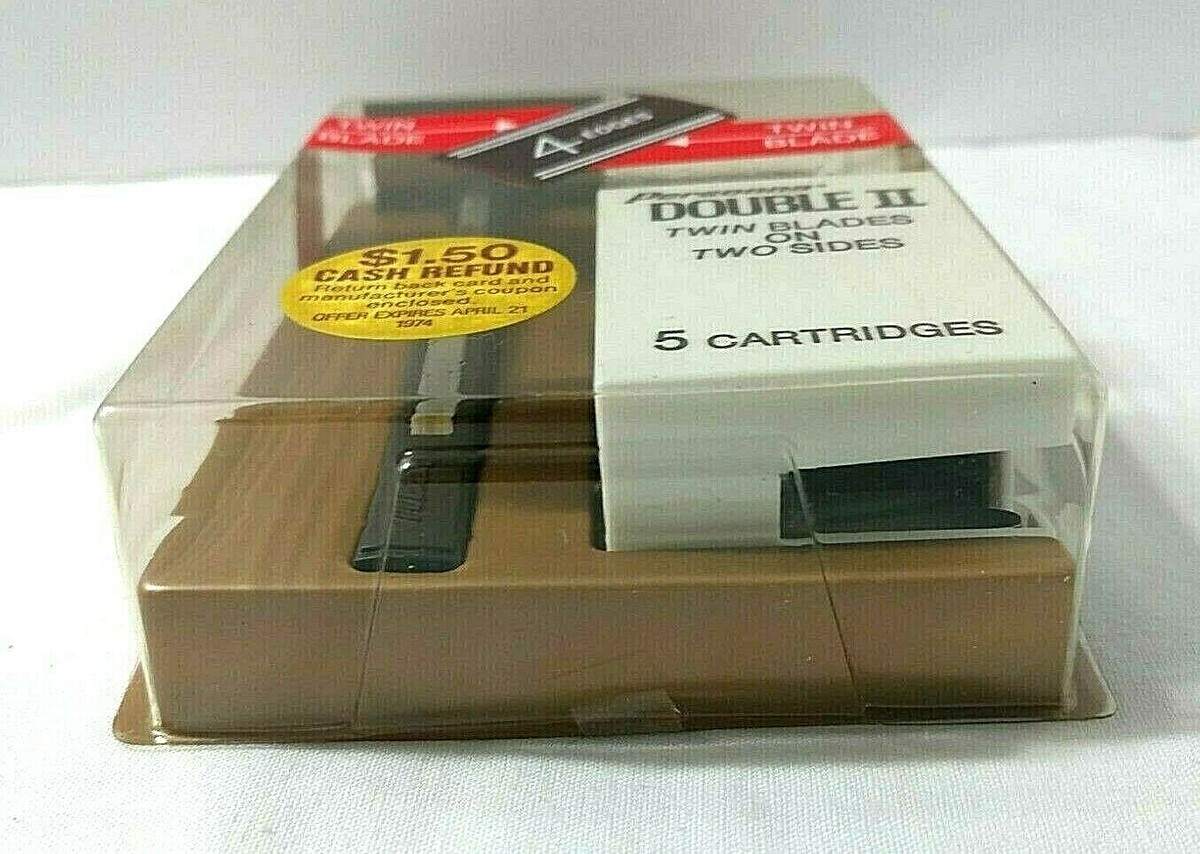 TWIN
BLADE
4 EDGES
TWIN
BLADE
Personna
DOUBLE II
TWIN BLADES
ON
TWO SIDES
5 CARTRIDGES
$1.50
CASH REFUND
Return back card and
manufacturer's coupon
enclosed.
OFFER EXPIRES APRIL 21
1974